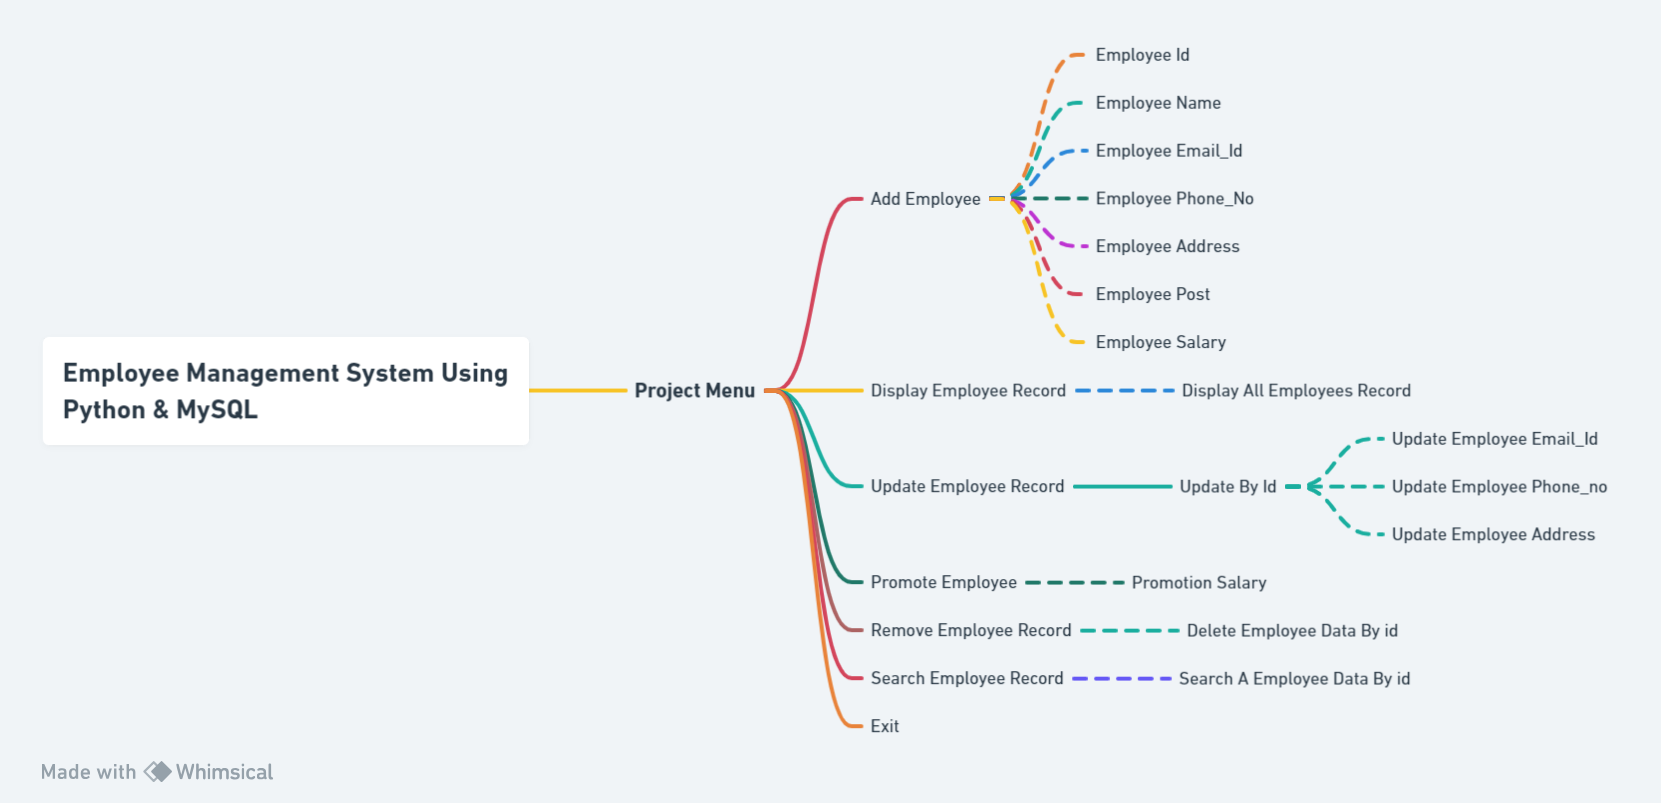 Employee Management System Using
Python & MySQL
Project Menu
Add Employee
Employee Id
Employee Name
Employee Email_Id
Employee Phone_No
Employee Address
Employee Post
Employee Salary
Display Employee Record
Display All Employees Record
Update Employee Record
Update By Id
Update Employee Email_Id
Update Employee Phone_no
Update Employee Address
Promote Employee
Promotion Salary
Remove Employee Record
Delete Employee Data By id
Search Employee Record
Search A Employee Data By id
Exit
Made with Whimsical